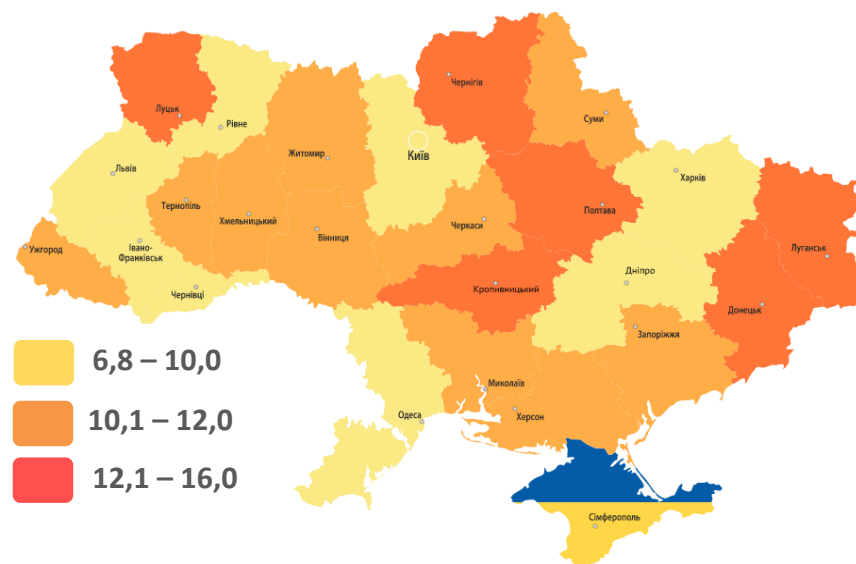 Чернігів
Луцьк
Суми
Рівне
Житомир
Київ
Львів
Харків
Тернопіль
Хмельницький
Полтава
Черкаси
Вінниця
Ужгород
Івано-
Франківськ
Луганськ
Дніпро
Чернівці
Кропивницький
Донецьк
Запоріжжя
6,8 – 10,0
Миколаїв
Одеса
Херсон
10,1 – 12,0
12,1 – 16,0
Сімферополь